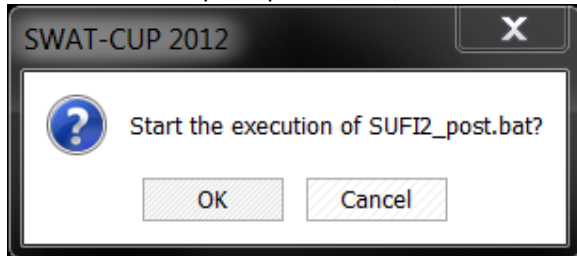 SWAT-CUP 2012
X
Start the execution of SUFI2_post.bat?
OK
Cancel